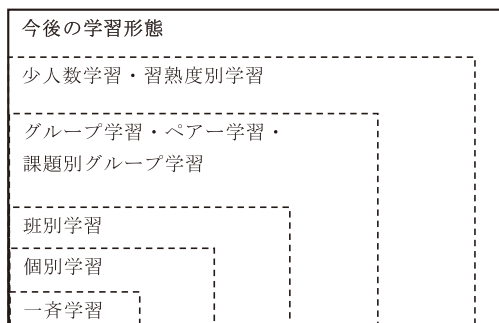 今後の学習形態
少人数学習・習熟度別学習
グループ学習・ペアー学習・
課題別グループ学習
班別学習
個別学習
一斉学習